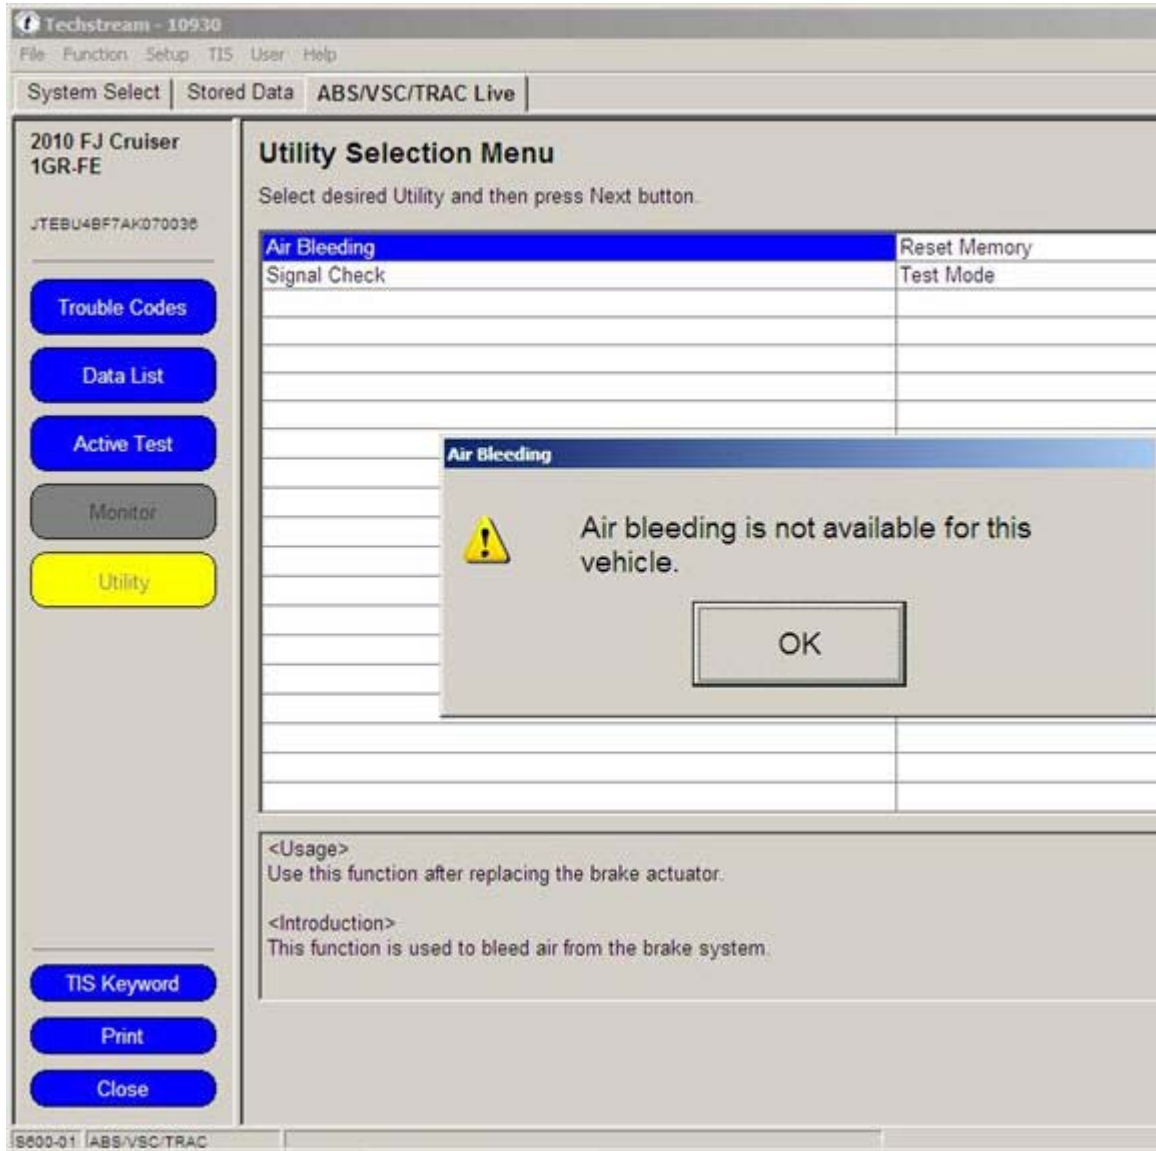 Techstream - 10930
File Function Setup TIS User Help
System Select Stored Data ABS/VSC/TRAC Live
2010 FJ Cruiser
1GR-FE
JTEBU4BF7AK070036
Trouble Codes
Data List
Active Test
Monitor
Utility
TIS Keyword
Print
Close
Utility Selection Menu
Select desired Utility and then press Next button.
Air Bleeding Reset Memory
Signal Check Test Mode
Air Bleeding
Air bleeding is not available for this
vehicle.
OK
<Usage>
Use this function after replacing the brake actuator.
<Introduction>
This function is used to bleed air from the brake system.
S600-01 ABS/VSC/TRAC